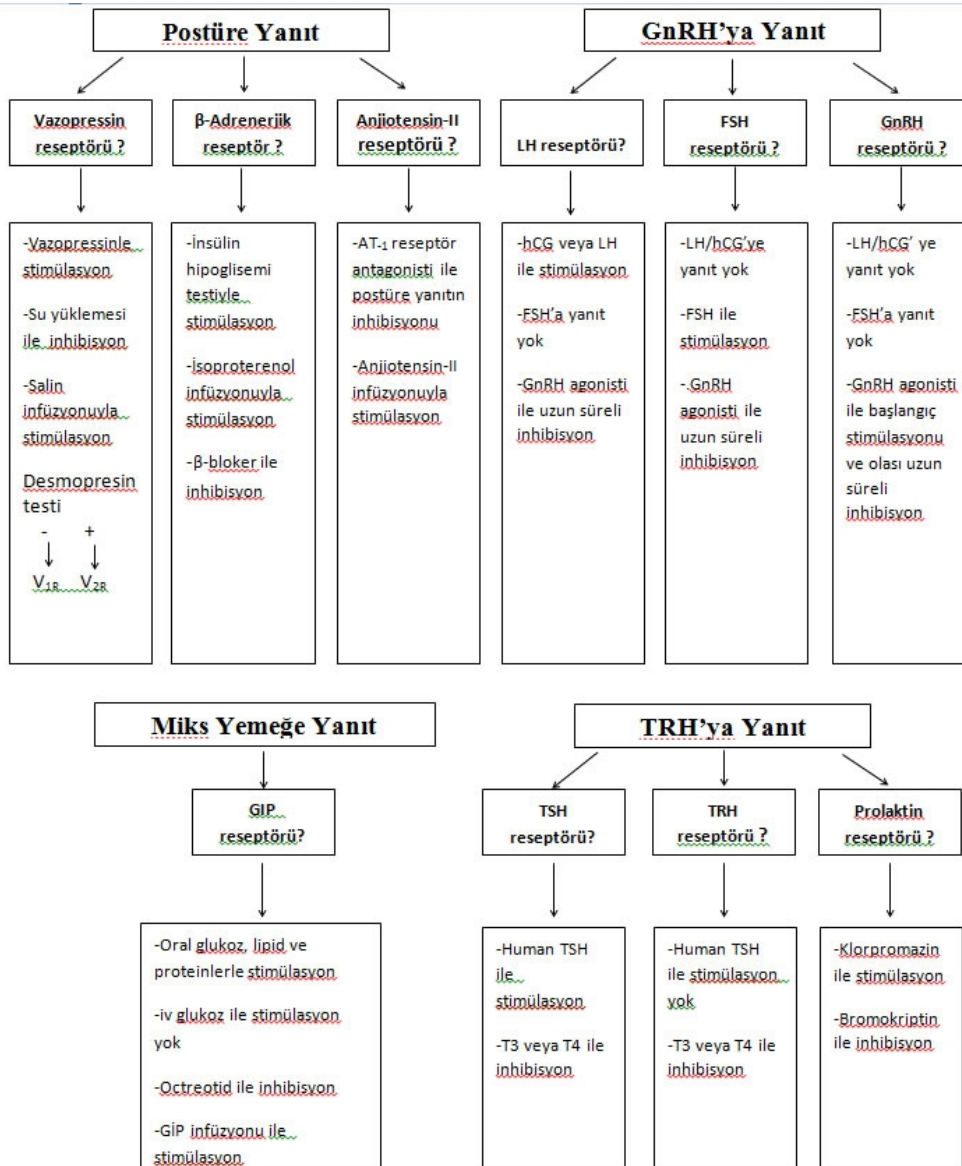 Postüre Yanıt
Vazopressin
reseptörü ?
β-Adrenerjik
reseptör ?
Anjiotensin-II
reseptörü ?
-Vazopressinle
stimülasyon
-Su yüklemesi
ile inhibisyon
-Salin
infüzyonuyla
stimülasyon
Desmopresin
testi
- +
V1R V2R
-İnsülin
hipoglisemi
testiyle
stimülasyon
-İsoproterenol
infüzyonuyla
stimülasyon
-β-bloker ile
inhibisyon
-AT-1 reseptör
antagonisti ile
postüre yanıtın
inhibisyonu
-Anjiotensin-II
infüzyonuyla
stimülasyon
GnRH’ya Yanıt
LH reseptörü?
FSH
reseptörü ?
GnRH
reseptörü ?
-hCG veya LH
ile stimülasyon
-FSH’a yanıt
yok
-GnRH agonisti
ile uzun süreli
inhibisyon
-LH/hCG’ye
yanıt yok
-FSH ile
stimülasyon
-.GnRH
agonisti ile
uzun süreli
inhibisyon
-LH/hCG’ ye
yanıt yok
-FSH’a yanıt
yok
-GnRH agonisti
ile başlangıç
stimülasyonu
ve olası uzun
süreli
inhibisyon
Miks Yemeğe Yanıt
GIP
reseptörü?
-Oral glukoz, lipid ve
proteinlerle stimülasyon
-iv glukoz ile stimülasyon
yok
-Octreotid ile inhibisyon
-GİP infüzyonu ile
stimülasyon
TRH’ya Yanıt
TSH
reseptörü?
TRH
reseptörü ?
Prolaktin
reseptörü ?
-Human TSH
ile
stimülasyon
-T3 veya T4 ile
inhibisyon
-Human TSH
ile stimülasyon
yok
-T3 veya T4 ile
inhibisyon
-Klorpromazin
ile stimülasyon
-Bromokriptin
ile inhibisyon